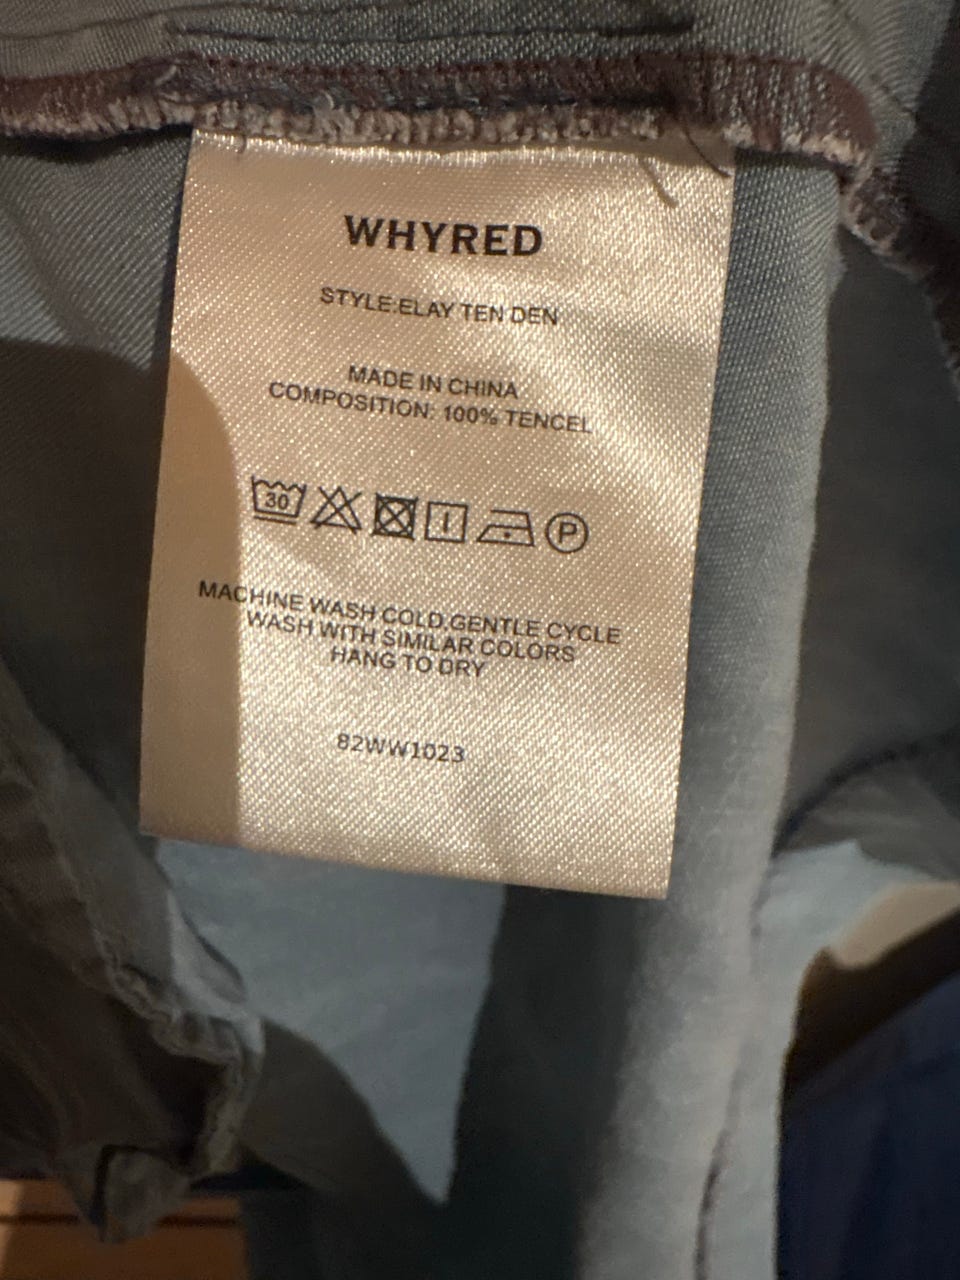 WHYRED
STYLE:ELAY TEN DEN
MADE IN CHINA
COMPOSITION: 100% TENCEL
30 P
MACHINE WASH COLD.GENTLE CYCLE
WASH WITH SIMILAR COLORS
HANG TO DRY
82WW1023